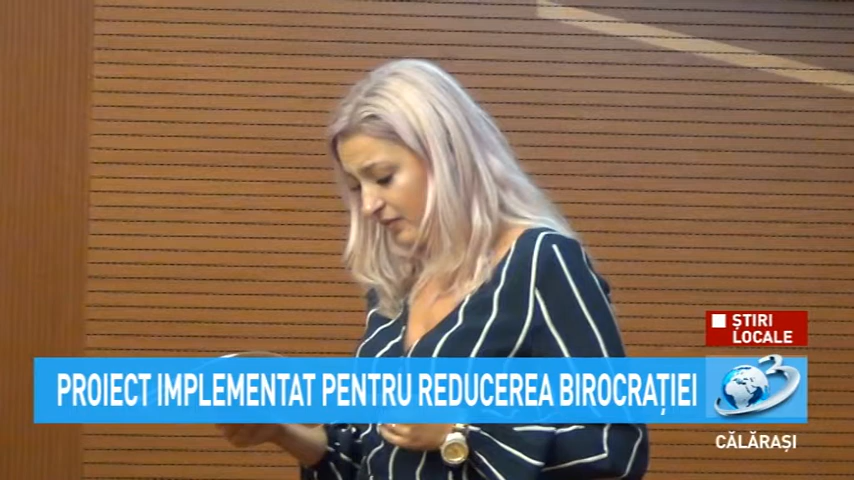 ȘTIRI
LOCALE
PROIECT IMPLEMENTAT PENTRU REDUCEREA BIROCRAȚIEI
3
CĂLĂRAȘI